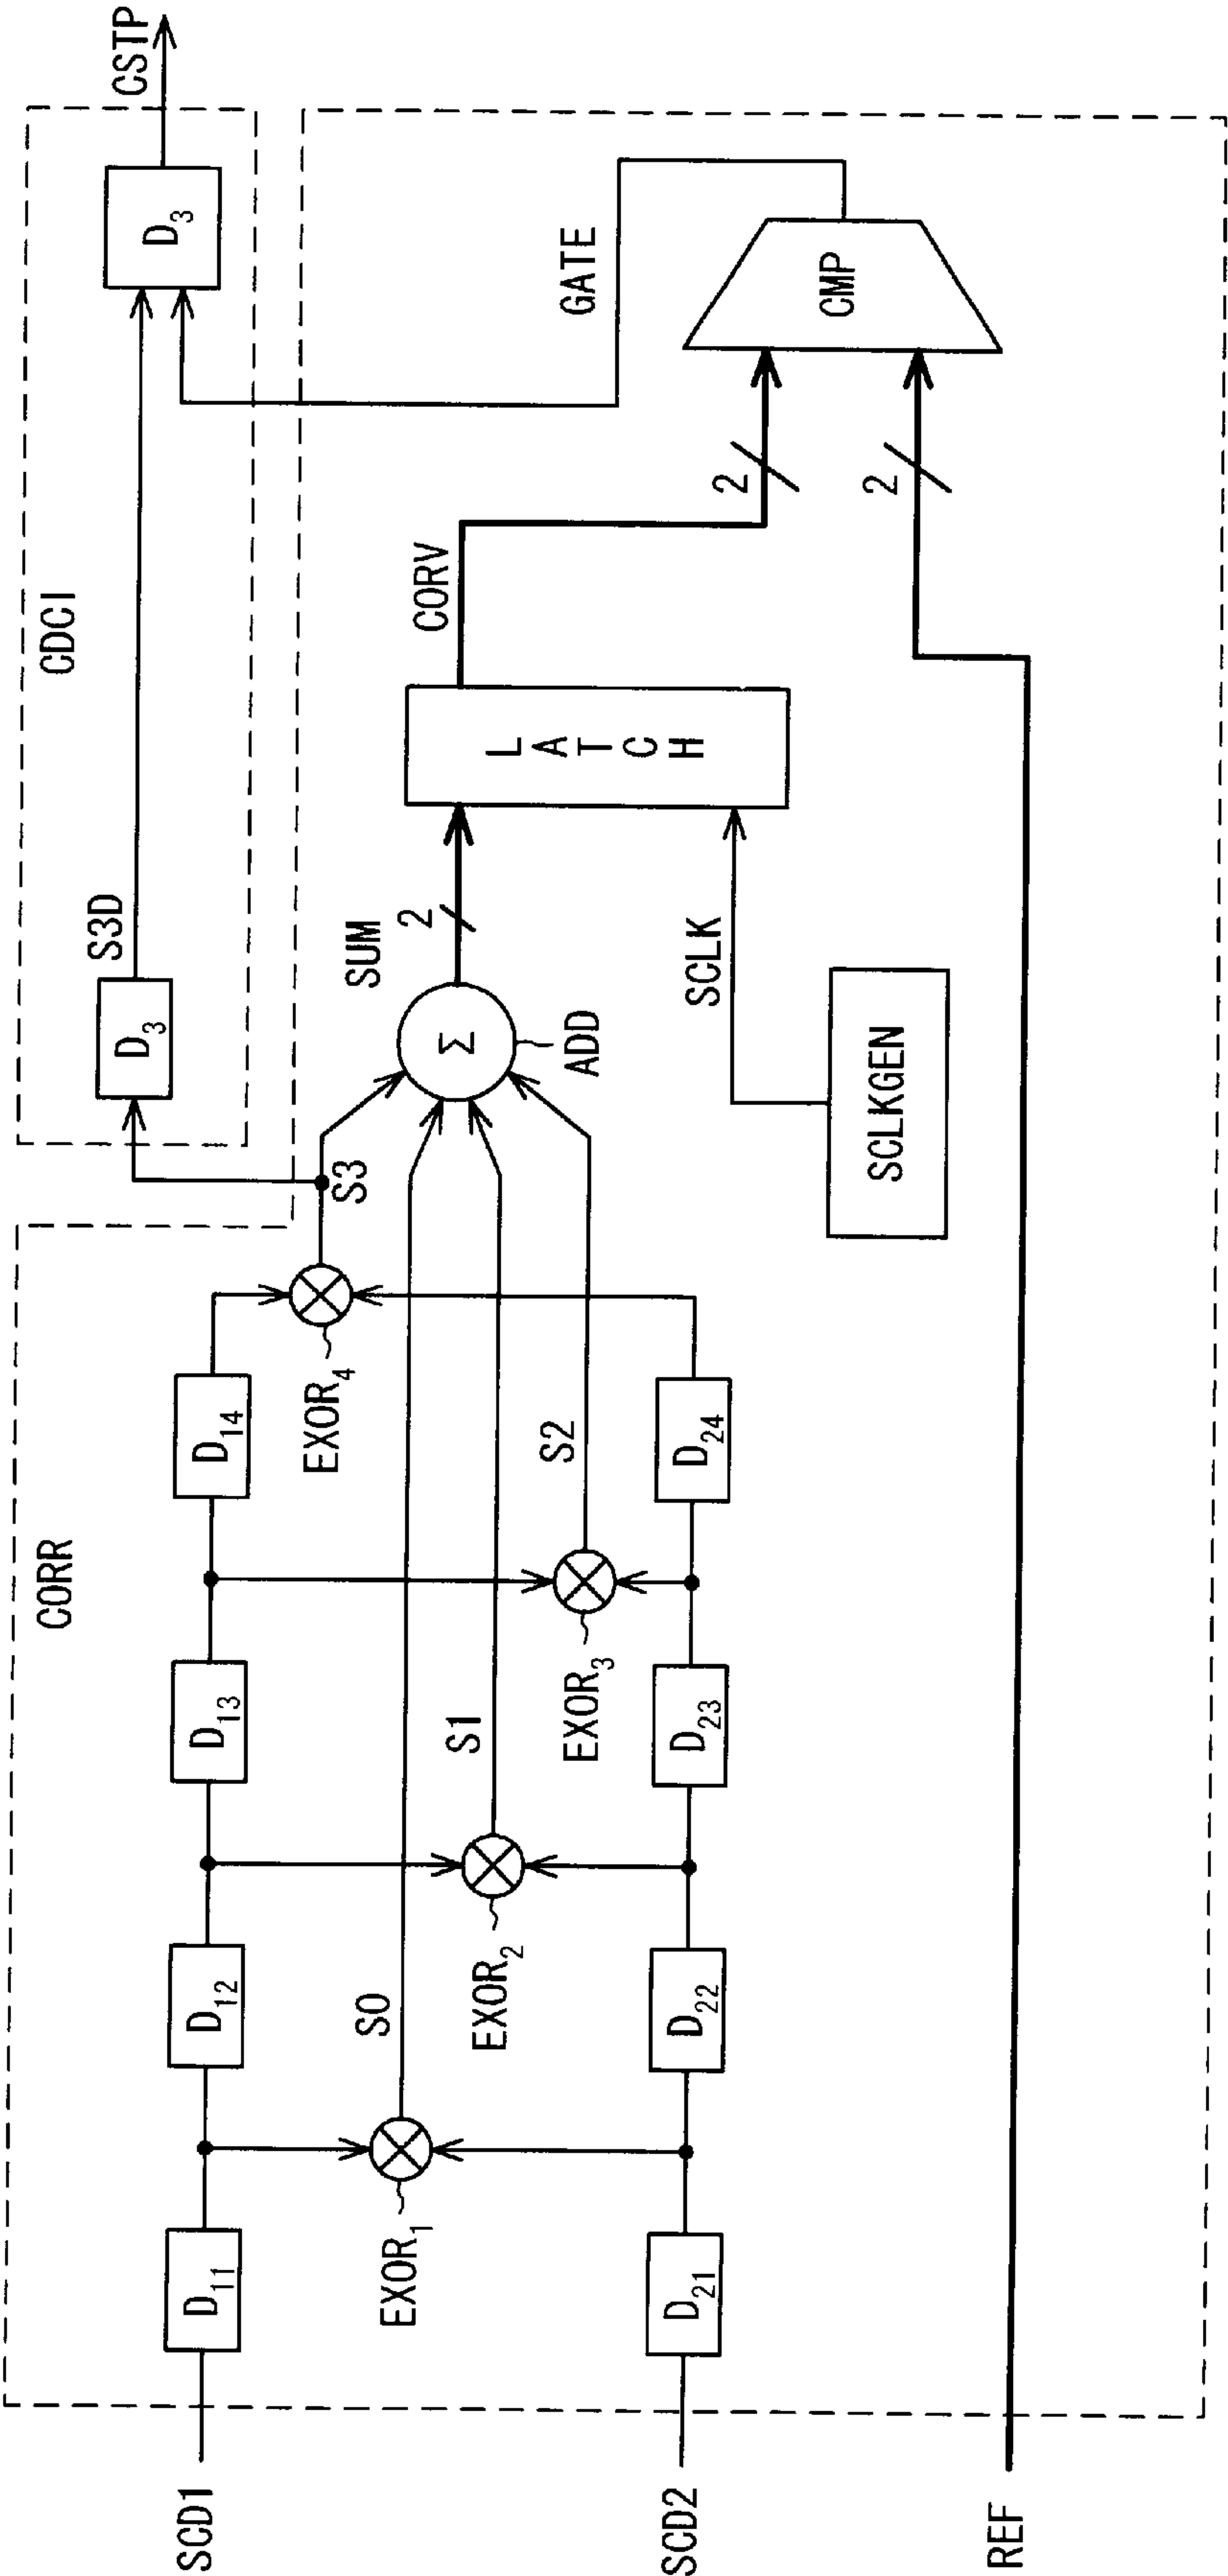 CSTP
CDCI
D3
S3D
D3
GATE
CMP
2
2
CORV
LATCH
SUM
2
Σ
ADD
SCLK
SCLKGEN
CORR
S3
EXOR4
D14
D24
S2
EXOR3
D13
D23
S1
EXOR2
D12
D22
S0
EXOR1
D11
D21
SCD1
SCD2
REF